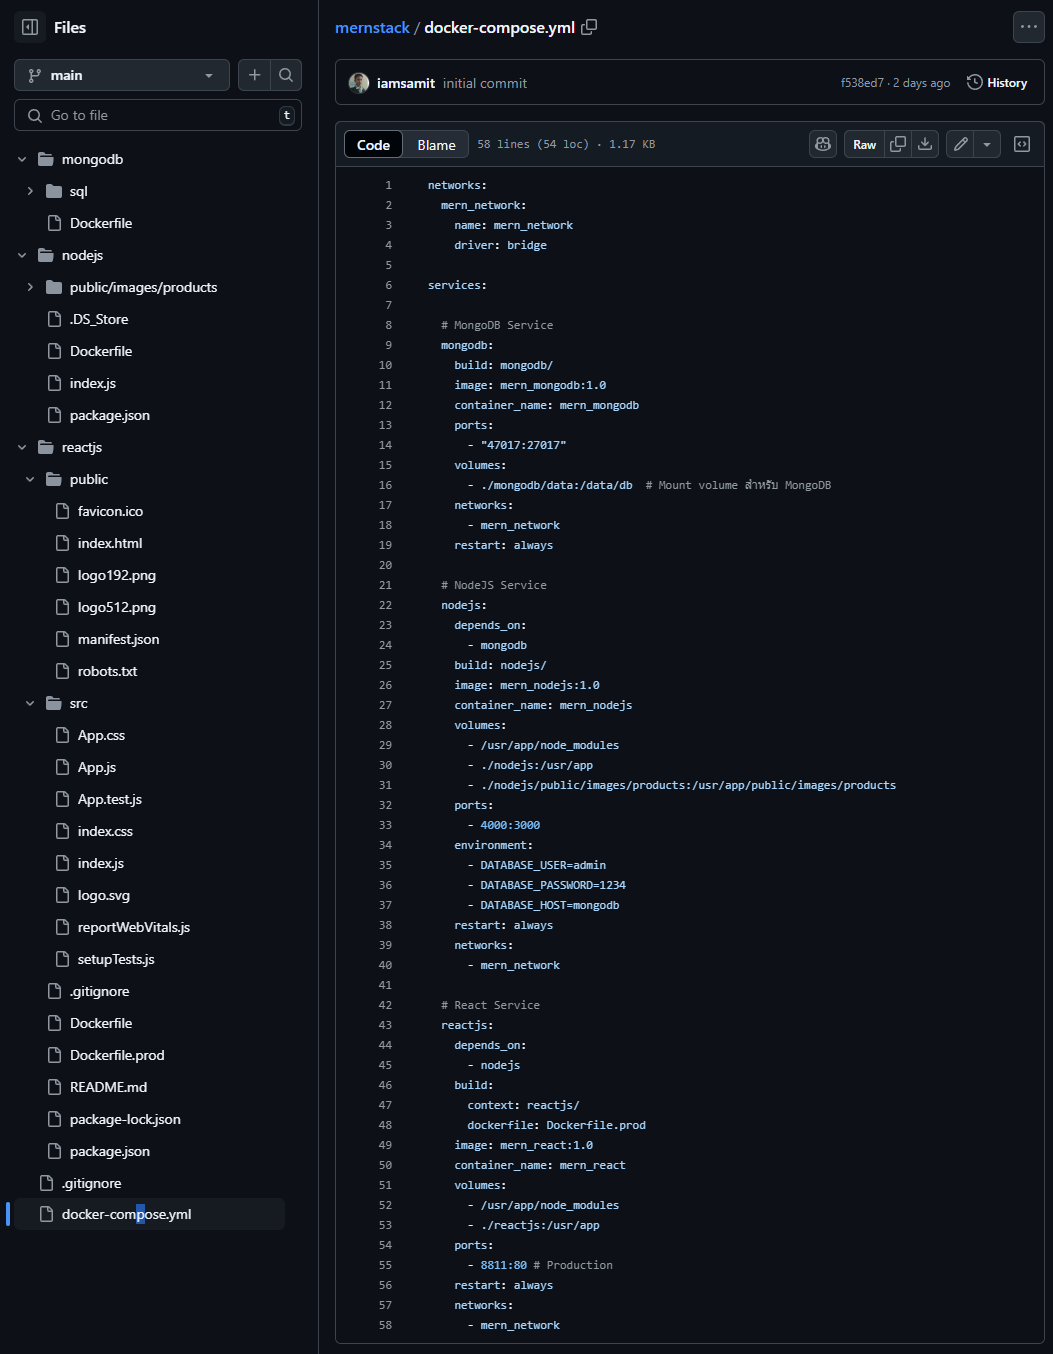 Files
main
Go to file
t
mongodb
sql
Dockerfile
nodejs
public/images/products
.DS_Store
Dockerfile
index.js
package.json
reactjs
public
favicon.ico
index.html
logo192.png
logo512.png
manifest.json
robots.txt
src
App.css
App.js
App.test.js
index.css
index.js
logo.svg
reportWebVitals.js
setupTests.js
.gitignore
Dockerfile
Dockerfile.prod
README.md
package-lock.json
package.json
.gitignore
docker-compose.yml
mernstack / docker-compose.yml
iamsamit initial commit
f538ed7 · 2 days ago
History
Code Blame 58 lines (54 loc) · 1.17 KB
Raw
1 networks:
2   mern_network:
3     name: mern_network
4     driver: bridge
5
6 services:
7
8   # MongoDB Service
9   mongodb:
10     build: mongodb/
11     image: mern_mongodb:1.0
12     container_name: mern_mongodb
13     ports:
14       - "47017:27017"
15     volumes:
16       - ./mongodb/data:/data/db  # Mount volume สำหรับ MongoDB
17     networks:
18       - mern_network
19     restart: always
20
21   # NodeJS Service
22   nodejs:
23     depends_on:
24       - mongodb
25     build: nodejs/
26     image: mern_nodejs:1.0
27     container_name: mern_nodejs
28     volumes:
29       - /usr/app/node_modules
30       - ./nodejs:/usr/app
31       - ./nodejs/public/images/products:/usr/app/public/images/products
32     ports:
33       - 4000:3000
34     environment:
35       - DATABASE_USER=admin
36       - DATABASE_PASSWORD=1234
37       - DATABASE_HOST=mongodb
38     restart: always
39     networks:
40       - mern_network
41
42   # React Service
43   reactjs:
44     depends_on:
45       - nodejs
46     build:
47       context: reactjs/
48       dockerfile: Dockerfile.prod
49     image: mern_react:1.0
50     container_name: mern_react
51     volumes:
52       - /usr/app/node_modules
53       - ./reactjs:/usr/app
54     ports:
55       - 8811:80 # Production
56     restart: always
57     networks:
58       - mern_network